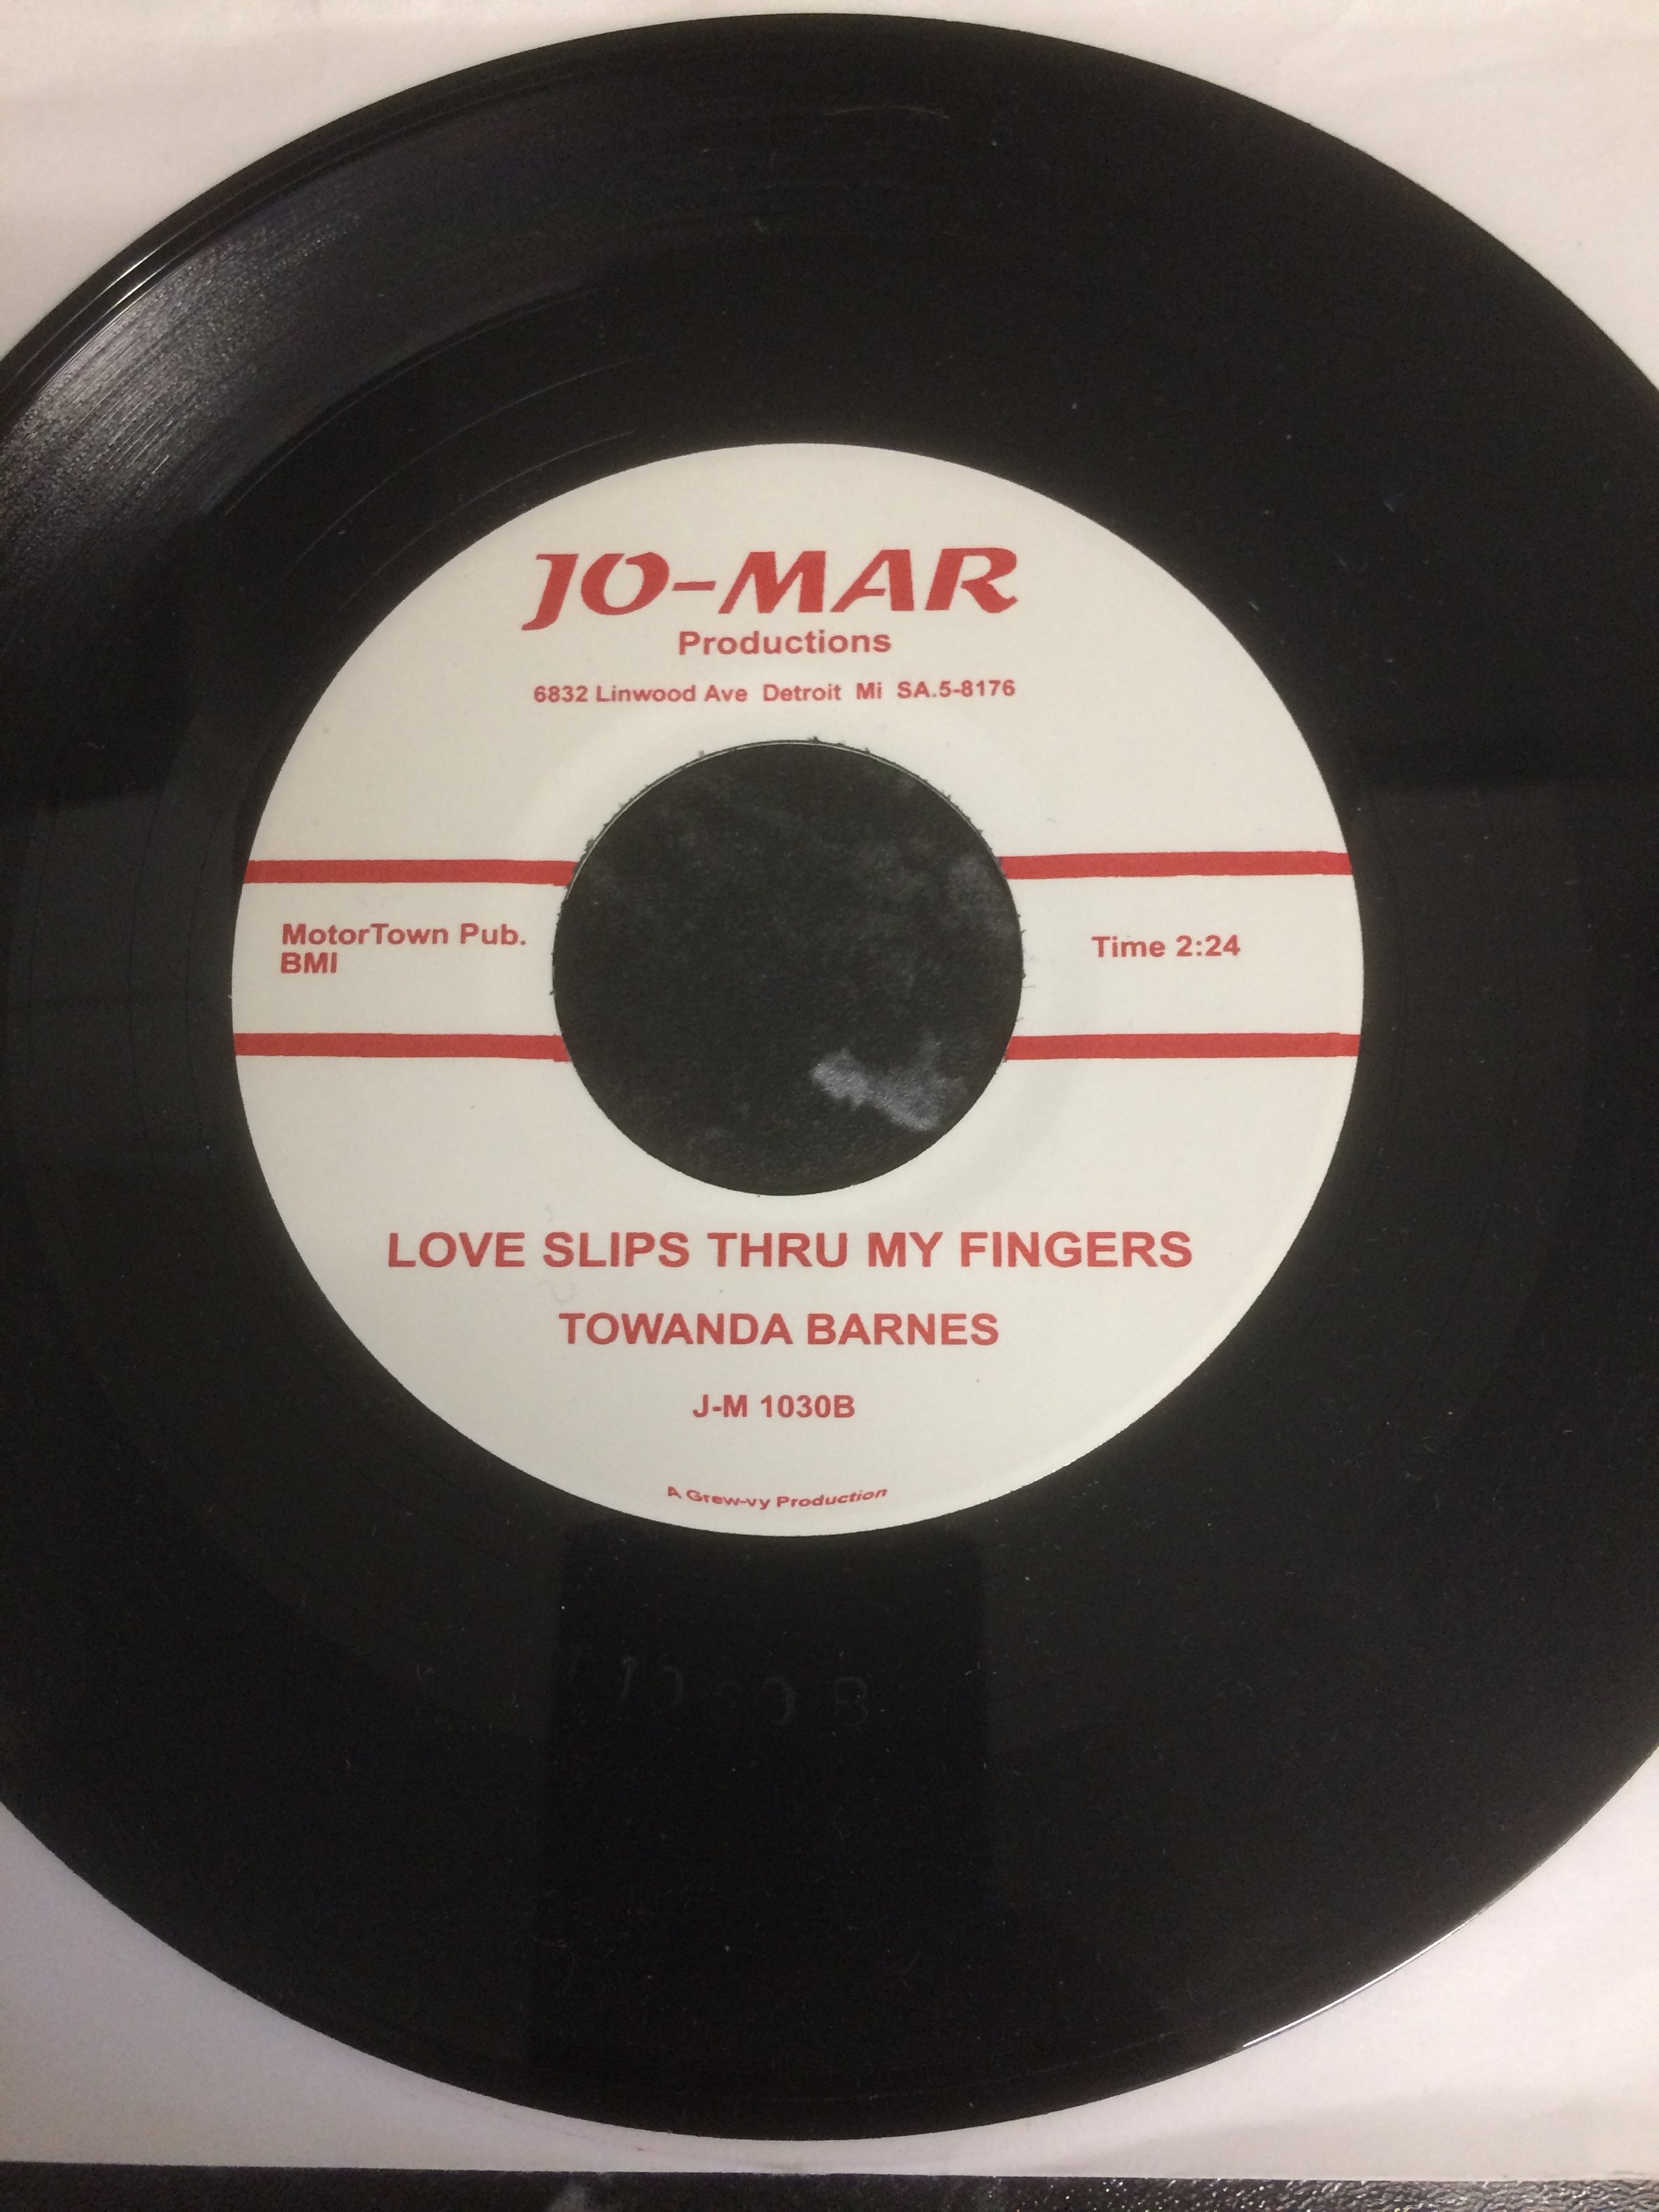 JO-MAR
Productions
6832 Linwood Ave Detroit Mi SA.5-8176
MotorTown Pub.
BMI
Time 2:24
LOVE SLIPS THRU MY FINGERS
TOWANDA BARNES
J-M 1030B
A Grew-vy Production